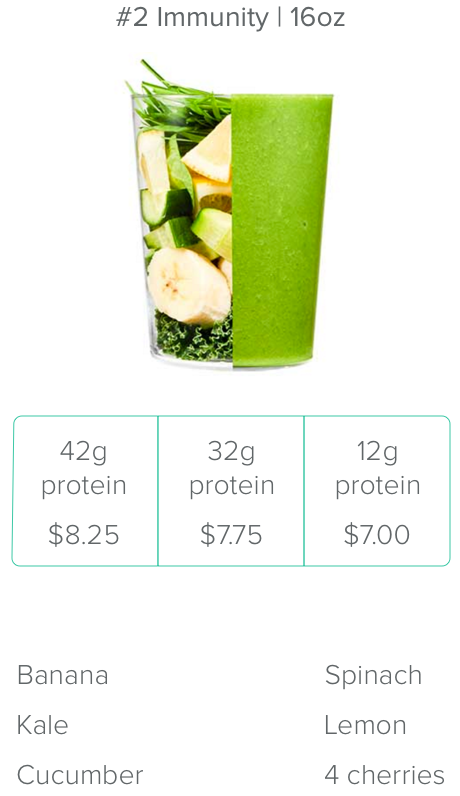 #2 Immunity | 16oz
42g
protein
$8.25
32g
protein
$7.75
12g
protein
$7.00
Banana
Spinach
Kale
Lemon
Cucumber
4 cherries